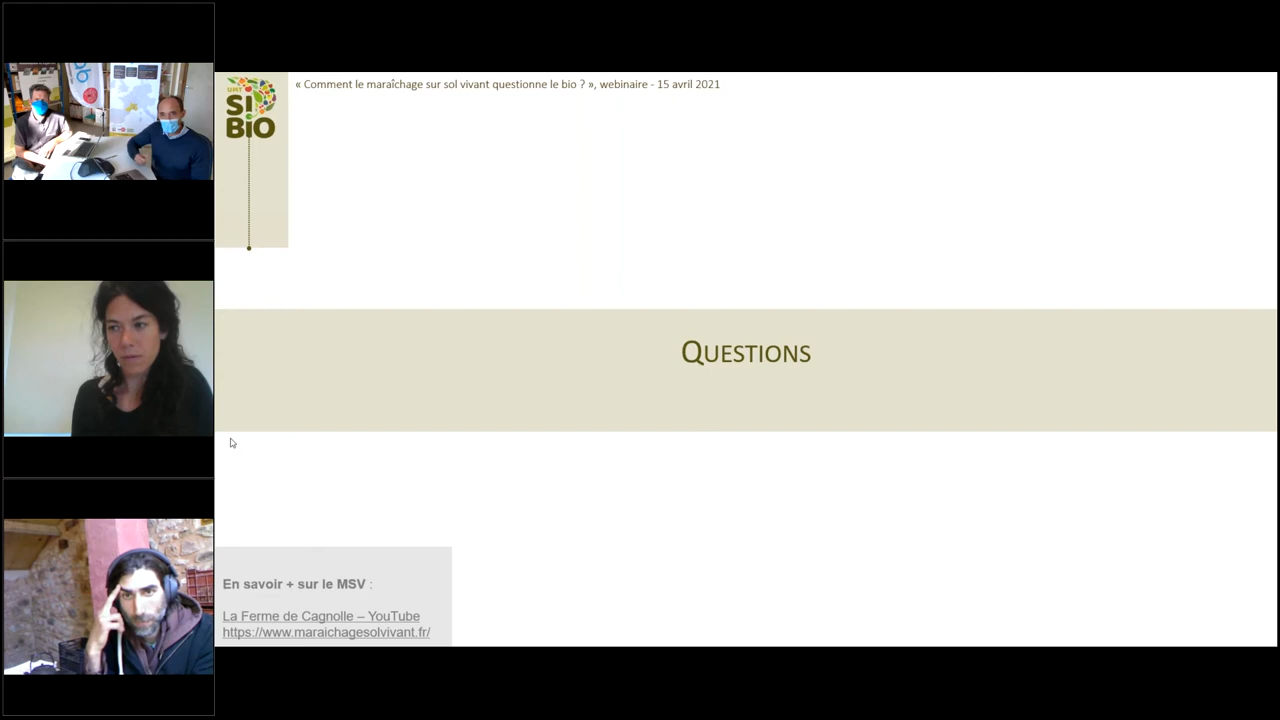 « Comment le maraîchage sur sol vivant questionne le bio ? », webinaire - 15 avril 2021
UMT
SI
BIO
QUESTIONS
En savoir + sur le MSV :
La Ferme de Cagnolle – YouTube
https://www.maraichagesolvivant.fr/